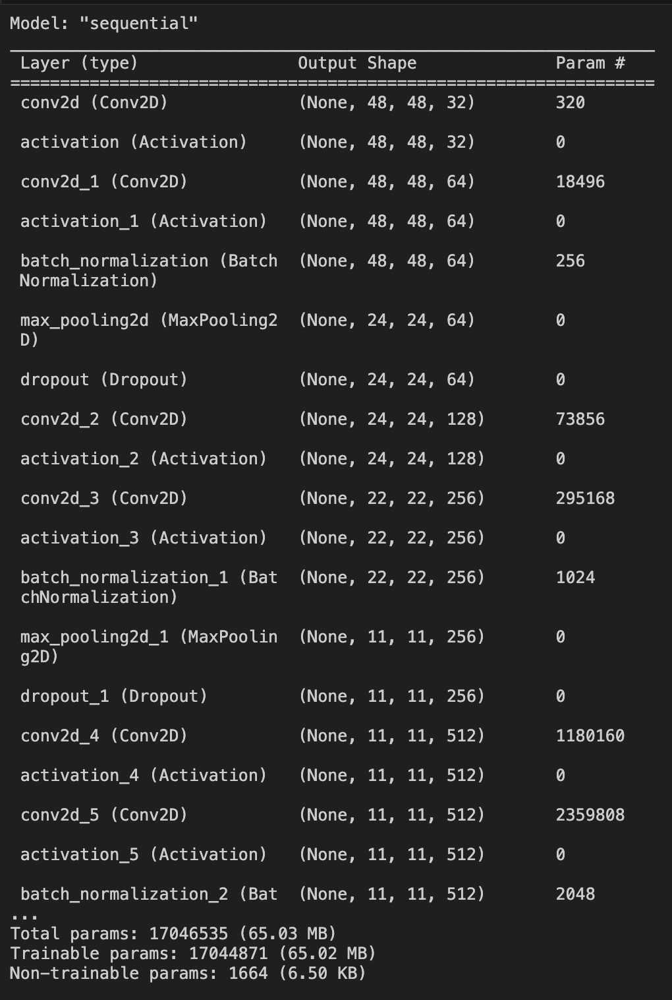 Model: "sequential"
_________________________________________________________________
Layer (type) Output Shape Param #
=================================================================
conv2d (Conv2D) (None, 48, 48, 32) 320
activation (Activation) (None, 48, 48, 32) 0
conv2d_1 (Conv2D) (None, 48, 48, 64) 18496
activation_1 (Activation) (None, 48, 48, 64) 0
batch_normalization (Batch (None, 48, 48, 64) 256
Normalization)
max_pooling2d (MaxPooling2 (None, 24, 24, 64) 0
D)
dropout (Dropout) (None, 24, 24, 64) 0
conv2d_2 (Conv2D) (None, 24, 24, 128) 73856
activation_2 (Activation) (None, 24, 24, 128) 0
conv2d_3 (Conv2D) (None, 22, 22, 256) 295168
activation_3 (Activation) (None, 22, 22, 256) 0
batch_normalization_1 (Bat (None, 22, 22, 256) 1024
chNormalization)
max_pooling2d_1 (MaxPoolin (None, 11, 11, 256) 0
g2D)
dropout_1 (Dropout) (None, 11, 11, 256) 0
conv2d_4 (Conv2D) (None, 11, 11, 512) 1180160
activation_4 (Activation) (None, 11, 11, 512) 0
conv2d_5 (Conv2D) (None, 11, 11, 512) 2359808
activation_5 (Activation) (None, 11, 11, 512) 0
batch_normalization_2 (Bat (None, 11, 11, 512) 2048
...
Total params: 17046535 (65.03 MB)
Trainable params: 17044871 (65.02 MB)
Non-trainable params: 1664 (6.50 KB)